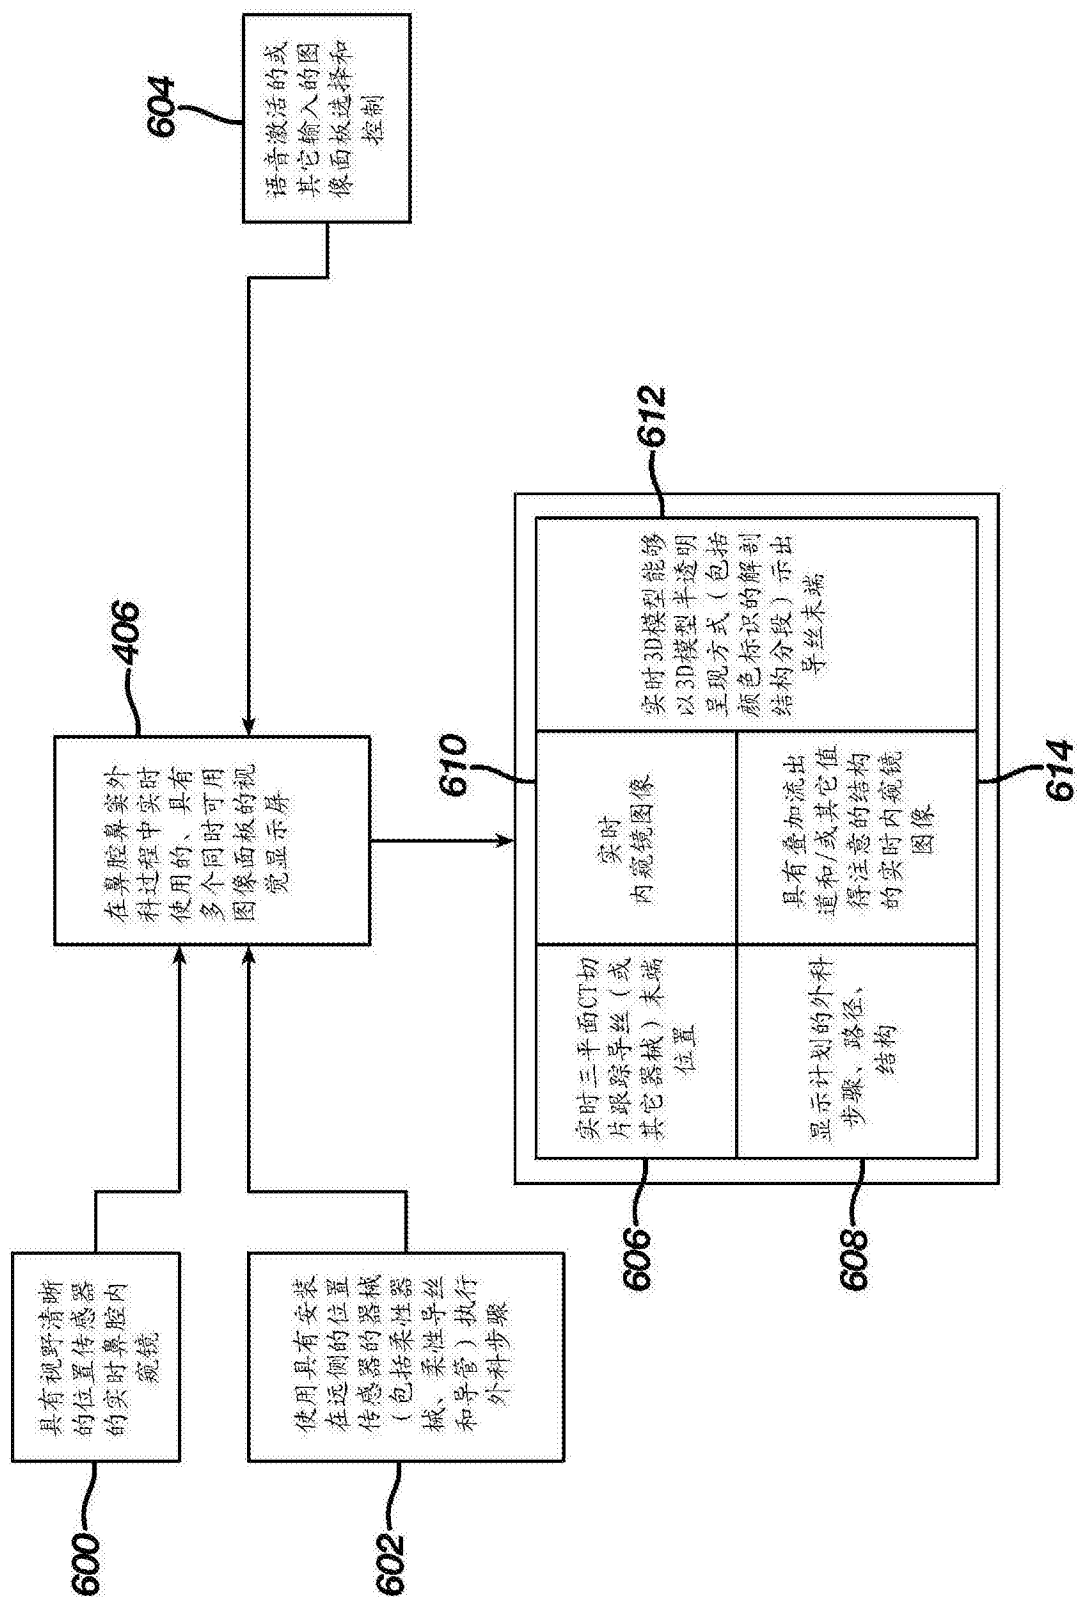 600
具有视野清晰
的位置传感器
的实时鼻腔内
窥镜
602
使用具有安装
在远侧的位置
传感器的器械
(包括柔性器
械、柔性导丝
和导管)执行
外科步骤
406
在鼻腔鼻窦外
科过程中实时
使用的、具有
多个同时可用
图像面板的视
觉显示屏
604
语音激活的或
其它输入的图
像面板选择和
控制
606
实时三平面CT切
片跟踪导丝(或
其它器械)末端
位置
610
实时
内窥镜图像
612
实时3D模型能够
以3D模型半透明
呈现方式(包括
颜色标识的解剖
结构分段)示出
导丝末端
608
显示计划的外科
步骤、路径、
结构
614
具有叠加流出
道和/或其它值
得注意的结构
的实时内窥镜
图像